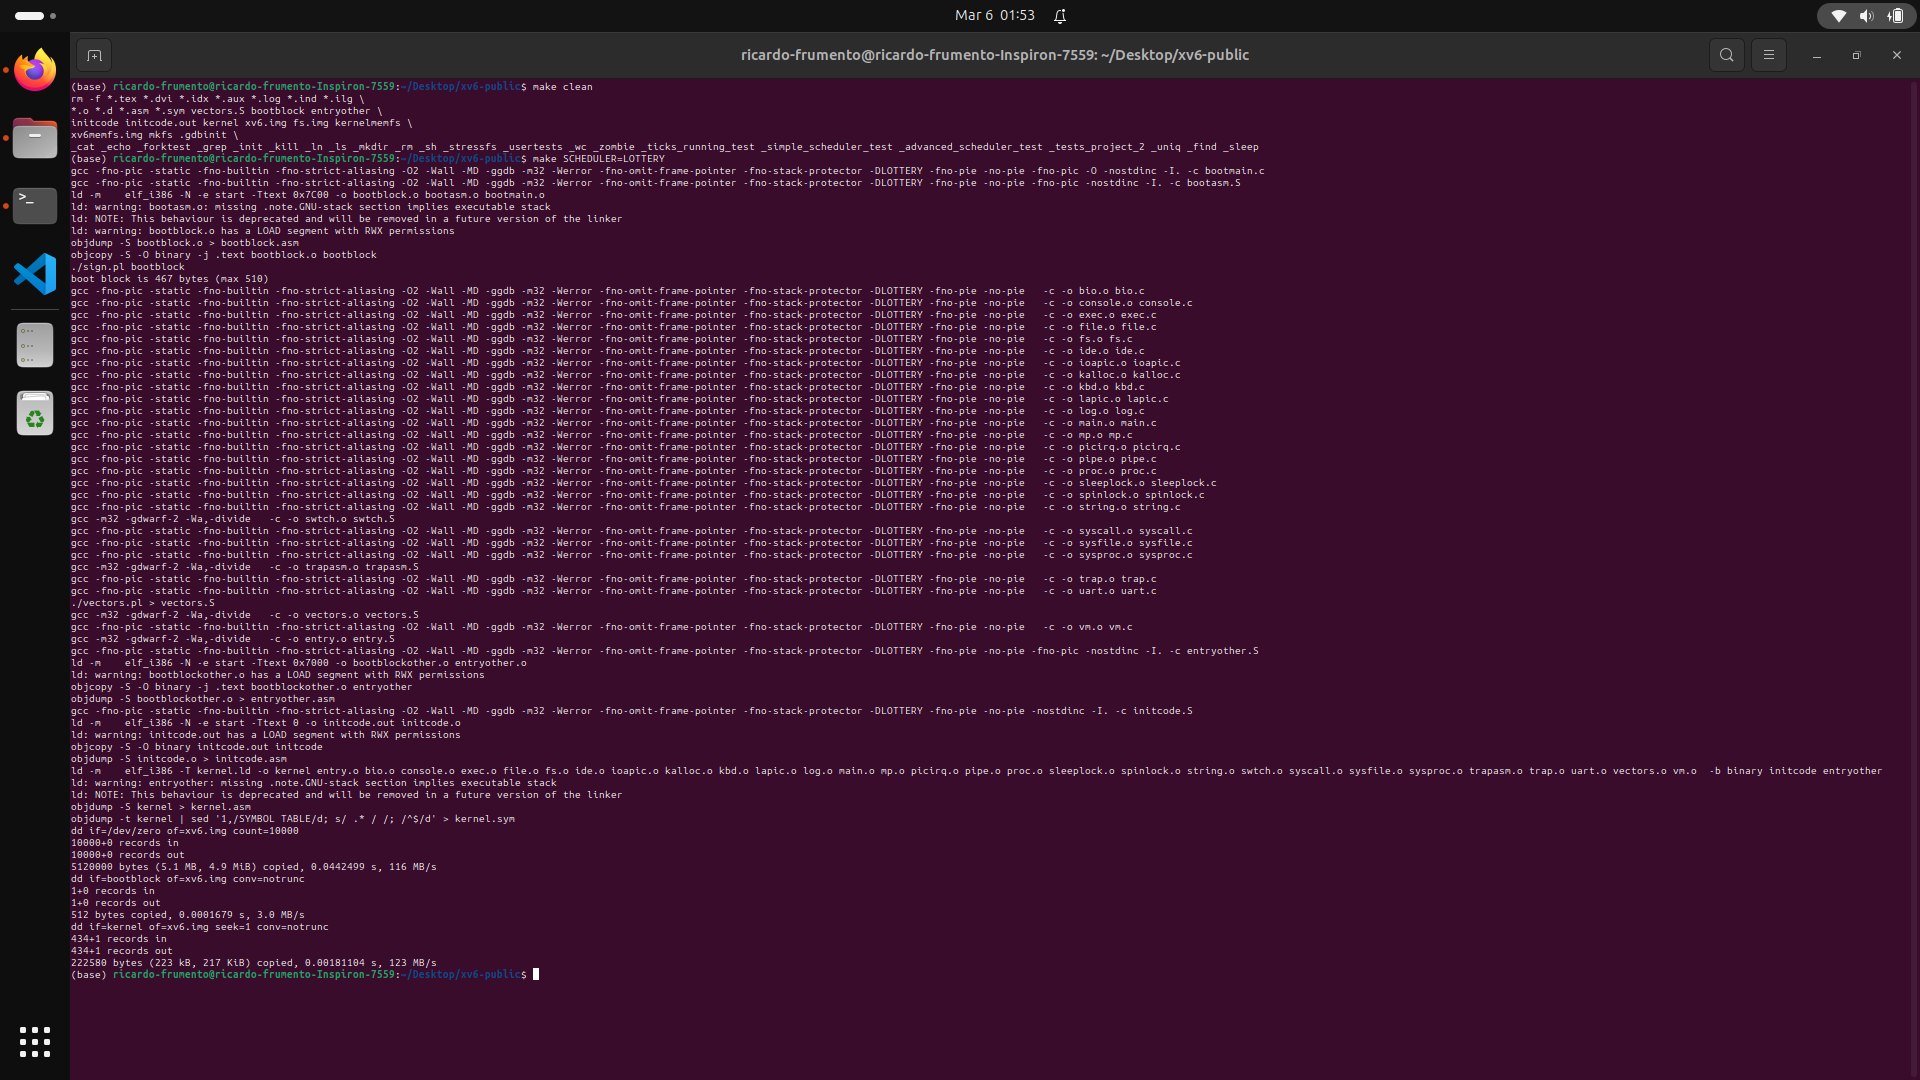 Mar 6 01:53
ricardo-frumento@ricardo-frumento-Inspiron-7559: ~/Desktop/xv6-public
(base) ricardo-frumento@ricardo-frumento-Inspiron-7559:~/Desktop/xv6-public$ make clean
rm -f *.tex *.dvi *.idx *.aux *.log *.ind *.ilg \
*.o *.d *.asm *.sym vectors.S bootblock entryother \
initcode initcode.out kernel xv6.img fs.img kernelmemfs \
xv6memfs.img mkfs .gdbinit \
_cat _echo _forktest _grep _init _kill _ln _ls _mkdir _rm _sh _stressfs _usertests _wc _zombie _ticks_running_test _simple_scheduler_test _advanced_scheduler_test _tests_project_2 _uniq _find _sleep
(base) ricardo-frumento@ricardo-frumento-Inspiron-7559:~/Desktop/xv6-public$ make SCHEDULER=LOTTERY
gcc -fno-pic -static -fno-builtin -fno-strict-aliasing -O2 -Wall -MD -ggdb -m32 -Werror -fno-omit-frame-pointer -fno-stack-protector -DLOTTERY -fno-pie -no-pie -fno-pic -O -nostdinc -I. -c bootmain.c
gcc -fno-pic -static -fno-builtin -fno-strict-aliasing -O2 -Wall -MD -ggdb -m32 -Werror -fno-omit-frame-pointer -fno-stack-protector -DLOTTERY -fno-pie -no-pie -fno-pic -nostdinc -I. -c bootasm.S
ld -m    elf_i386 -N -e start -Ttext 0x7C00 -o bootblock.o bootasm.o bootmain.o
ld: warning: bootasm.o: missing .note.GNU-stack section implies executable stack
ld: NOTE: This behaviour is deprecated and will be removed in a future version of the linker
ld: warning: bootblock.o has a LOAD segment with RWX permissions
objdump -S bootblock.o > bootblock.asm
objcopy -S -O binary -j .text bootblock.o bootblock
./sign.pl bootblock
boot block is 467 bytes (max 510)
gcc -fno-pic -static -fno-builtin -fno-strict-aliasing -O2 -Wall -MD -ggdb -m32 -Werror -fno-omit-frame-pointer -fno-stack-protector -DLOTTERY -fno-pie -no-pie   -c -o bio.o bio.c
gcc -fno-pic -static -fno-builtin -fno-strict-aliasing -O2 -Wall -MD -ggdb -m32 -Werror -fno-omit-frame-pointer -fno-stack-protector -DLOTTERY -fno-pie -no-pie   -c -o console.o console.c
gcc -fno-pic -static -fno-builtin -fno-strict-aliasing -O2 -Wall -MD -ggdb -m32 -Werror -fno-omit-frame-pointer -fno-stack-protector -DLOTTERY -fno-pie -no-pie   -c -o exec.o exec.c
gcc -fno-pic -static -fno-builtin -fno-strict-aliasing -O2 -Wall -MD -ggdb -m32 -Werror -fno-omit-frame-pointer -fno-stack-protector -DLOTTERY -fno-pie -no-pie   -c -o file.o file.c
gcc -fno-pic -static -fno-builtin -fno-strict-aliasing -O2 -Wall -MD -ggdb -m32 -Werror -fno-omit-frame-pointer -fno-stack-protector -DLOTTERY -fno-pie -no-pie   -c -o fs.o fs.c
gcc -fno-pic -static -fno-builtin -fno-strict-aliasing -O2 -Wall -MD -ggdb -m32 -Werror -fno-omit-frame-pointer -fno-stack-protector -DLOTTERY -fno-pie -no-pie   -c -o ide.o ide.c
gcc -fno-pic -static -fno-builtin -fno-strict-aliasing -O2 -Wall -MD -ggdb -m32 -Werror -fno-omit-frame-pointer -fno-stack-protector -DLOTTERY -fno-pie -no-pie   -c -o ioapic.o ioapic.c
gcc -fno-pic -static -fno-builtin -fno-strict-aliasing -O2 -Wall -MD -ggdb -m32 -Werror -fno-omit-frame-pointer -fno-stack-protector -DLOTTERY -fno-pie -no-pie   -c -o kalloc.o kalloc.c
gcc -fno-pic -static -fno-builtin -fno-strict-aliasing -O2 -Wall -MD -ggdb -m32 -Werror -fno-omit-frame-pointer -fno-stack-protector -DLOTTERY -fno-pie -no-pie   -c -o kbd.o kbd.c
gcc -fno-pic -static -fno-builtin -fno-strict-aliasing -O2 -Wall -MD -ggdb -m32 -Werror -fno-omit-frame-pointer -fno-stack-protector -DLOTTERY -fno-pie -no-pie   -c -o lapic.o lapic.c
gcc -fno-pic -static -fno-builtin -fno-strict-aliasing -O2 -Wall -MD -ggdb -m32 -Werror -fno-omit-frame-pointer -fno-stack-protector -DLOTTERY -fno-pie -no-pie   -c -o log.o log.c
gcc -fno-pic -static -fno-builtin -fno-strict-aliasing -O2 -Wall -MD -ggdb -m32 -Werror -fno-omit-frame-pointer -fno-stack-protector -DLOTTERY -fno-pie -no-pie   -c -o main.o main.c
gcc -fno-pic -static -fno-builtin -fno-strict-aliasing -O2 -Wall -MD -ggdb -m32 -Werror -fno-omit-frame-pointer -fno-stack-protector -DLOTTERY -fno-pie -no-pie   -c -o mp.o mp.c
gcc -fno-pic -static -fno-builtin -fno-strict-aliasing -O2 -Wall -MD -ggdb -m32 -Werror -fno-omit-frame-pointer -fno-stack-protector -DLOTTERY -fno-pie -no-pie   -c -o picirq.o picirq.c
gcc -fno-pic -static -fno-builtin -fno-strict-aliasing -O2 -Wall -MD -ggdb -m32 -Werror -fno-omit-frame-pointer -fno-stack-protector -DLOTTERY -fno-pie -no-pie   -c -o pipe.o pipe.c
gcc -fno-pic -static -fno-builtin -fno-strict-aliasing -O2 -Wall -MD -ggdb -m32 -Werror -fno-omit-frame-pointer -fno-stack-protector -DLOTTERY -fno-pie -no-pie   -c -o proc.o proc.c
gcc -fno-pic -static -fno-builtin -fno-strict-aliasing -O2 -Wall -MD -ggdb -m32 -Werror -fno-omit-frame-pointer -fno-stack-protector -DLOTTERY -fno-pie -no-pie   -c -o sleeplock.o sleeplock.c
gcc -fno-pic -static -fno-builtin -fno-strict-aliasing -O2 -Wall -MD -ggdb -m32 -Werror -fno-omit-frame-pointer -fno-stack-protector -DLOTTERY -fno-pie -no-pie   -c -o spinlock.o spinlock.c
gcc -fno-pic -static -fno-builtin -fno-strict-aliasing -O2 -Wall -MD -ggdb -m32 -Werror -fno-omit-frame-pointer -fno-stack-protector -DLOTTERY -fno-pie -no-pie   -c -o string.o string.c
gcc -m32 -gdwarf-2 -Wa,-divide   -c -o swtch.o swtch.S
gcc -fno-pic -static -fno-builtin -fno-strict-aliasing -O2 -Wall -MD -ggdb -m32 -Werror -fno-omit-frame-pointer -fno-stack-protector -DLOTTERY -fno-pie -no-pie   -c -o syscall.o syscall.c
gcc -fno-pic -static -fno-builtin -fno-strict-aliasing -O2 -Wall -MD -ggdb -m32 -Werror -fno-omit-frame-pointer -fno-stack-protector -DLOTTERY -fno-pie -no-pie   -c -o sysfile.o sysfile.c
gcc -fno-pic -static -fno-builtin -fno-strict-aliasing -O2 -Wall -MD -ggdb -m32 -Werror -fno-omit-frame-pointer -fno-stack-protector -DLOTTERY -fno-pie -no-pie   -c -o sysproc.o sysproc.c
gcc -m32 -gdwarf-2 -Wa,-divide   -c -o trapasm.o trapasm.S
gcc -fno-pic -static -fno-builtin -fno-strict-aliasing -O2 -Wall -MD -ggdb -m32 -Werror -fno-omit-frame-pointer -fno-stack-protector -DLOTTERY -fno-pie -no-pie   -c -o trap.o trap.c
gcc -fno-pic -static -fno-builtin -fno-strict-aliasing -O2 -Wall -MD -ggdb -m32 -Werror -fno-omit-frame-pointer -fno-stack-protector -DLOTTERY -fno-pie -no-pie   -c -o uart.o uart.c
./vectors.pl > vectors.S
gcc -m32 -gdwarf-2 -Wa,-divide   -c -o vectors.o vectors.S
gcc -fno-pic -static -fno-builtin -fno-strict-aliasing -O2 -Wall -MD -ggdb -m32 -Werror -fno-omit-frame-pointer -fno-stack-protector -DLOTTERY -fno-pie -no-pie   -c -o vm.o vm.c
gcc -m32 -gdwarf-2 -Wa,-divide   -c -o entry.o entry.S
gcc -fno-pic -static -fno-builtin -fno-strict-aliasing -O2 -Wall -MD -ggdb -m32 -Werror -fno-omit-frame-pointer -fno-stack-protector -DLOTTERY -fno-pie -no-pie -fno-pic -nostdinc -I. -c entryother.S
ld -m    elf_i386 -N -e start -Ttext 0x7000 -o bootblockother.o entryother.o
ld: warning: bootblockother.o has a LOAD segment with RWX permissions
objcopy -S -O binary -j .text bootblockother.o entryother
objdump -S bootblockother.o > entryother.asm
gcc -fno-pic -static -fno-builtin -fno-strict-aliasing -O2 -Wall -MD -ggdb -m32 -Werror -fno-omit-frame-pointer -fno-stack-protector -DLOTTERY -fno-pie -no-pie -nostdinc -I. -c initcode.S
ld -m    elf_i386 -N -e start -Ttext 0 -o initcode.out initcode.o
ld: warning: initcode.out has a LOAD segment with RWX permissions
objcopy -S -O binary initcode.out initcode
objdump -S initcode.o > initcode.asm
ld -m    elf_i386 -T kernel.ld -o kernel entry.o bio.o console.o exec.o file.o fs.o ide.o ioapic.o kalloc.o kbd.o lapic.o log.o main.o mp.o picirq.o pipe.o proc.o sleeplock.o spinlock.o string.o swtch.o syscall.o sysfile.o sysproc.o trapasm.o trap.o uart.o vectors.o vm.o  -b binary initcode entryother
ld: warning: entryother: missing .note.GNU-stack section implies executable stack
ld: NOTE: This behaviour is deprecated and will be removed in a future version of the linker
objdump -S kernel > kernel.asm
objdump -t kernel | sed '1,/SYMBOL TABLE/d; s/ .* / /; /^$/d' > kernel.sym
dd if=/dev/zero of=xv6.img count=10000
10000+0 records in
10000+0 records out
5120000 bytes (5.1 MB, 4.9 MiB) copied, 0.0442499 s, 116 MB/s
dd if=bootblock of=xv6.img conv=notrunc
1+0 records in
1+0 records out
512 bytes copied, 0.0001679 s, 3.0 MB/s
dd if=kernel of=xv6.img seek=1 conv=notrunc
434+1 records in
434+1 records out
222580 bytes (223 kB, 217 KiB) copied, 0.00181104 s, 123 MB/s
(base) ricardo-frumento@ricardo-frumento-Inspiron-7559:~/Desktop/xv6-public$